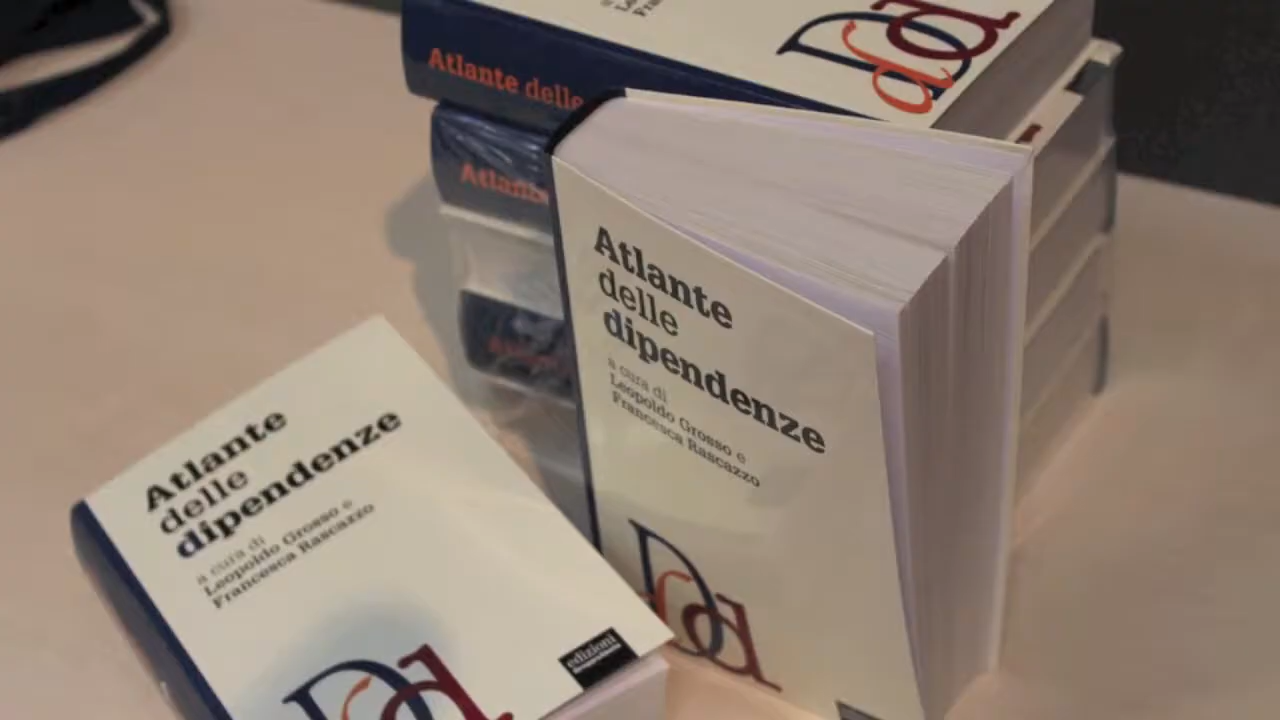 Atlante delle
Atlante
Atlante
delle
dipendenze
a cura di
Leopoldo Grosso e
Francesca Rascazzo
Atlante
delle
dipendenze
a cura di
Leopoldo Grosso e
Francesca Rascazzo
edizioni